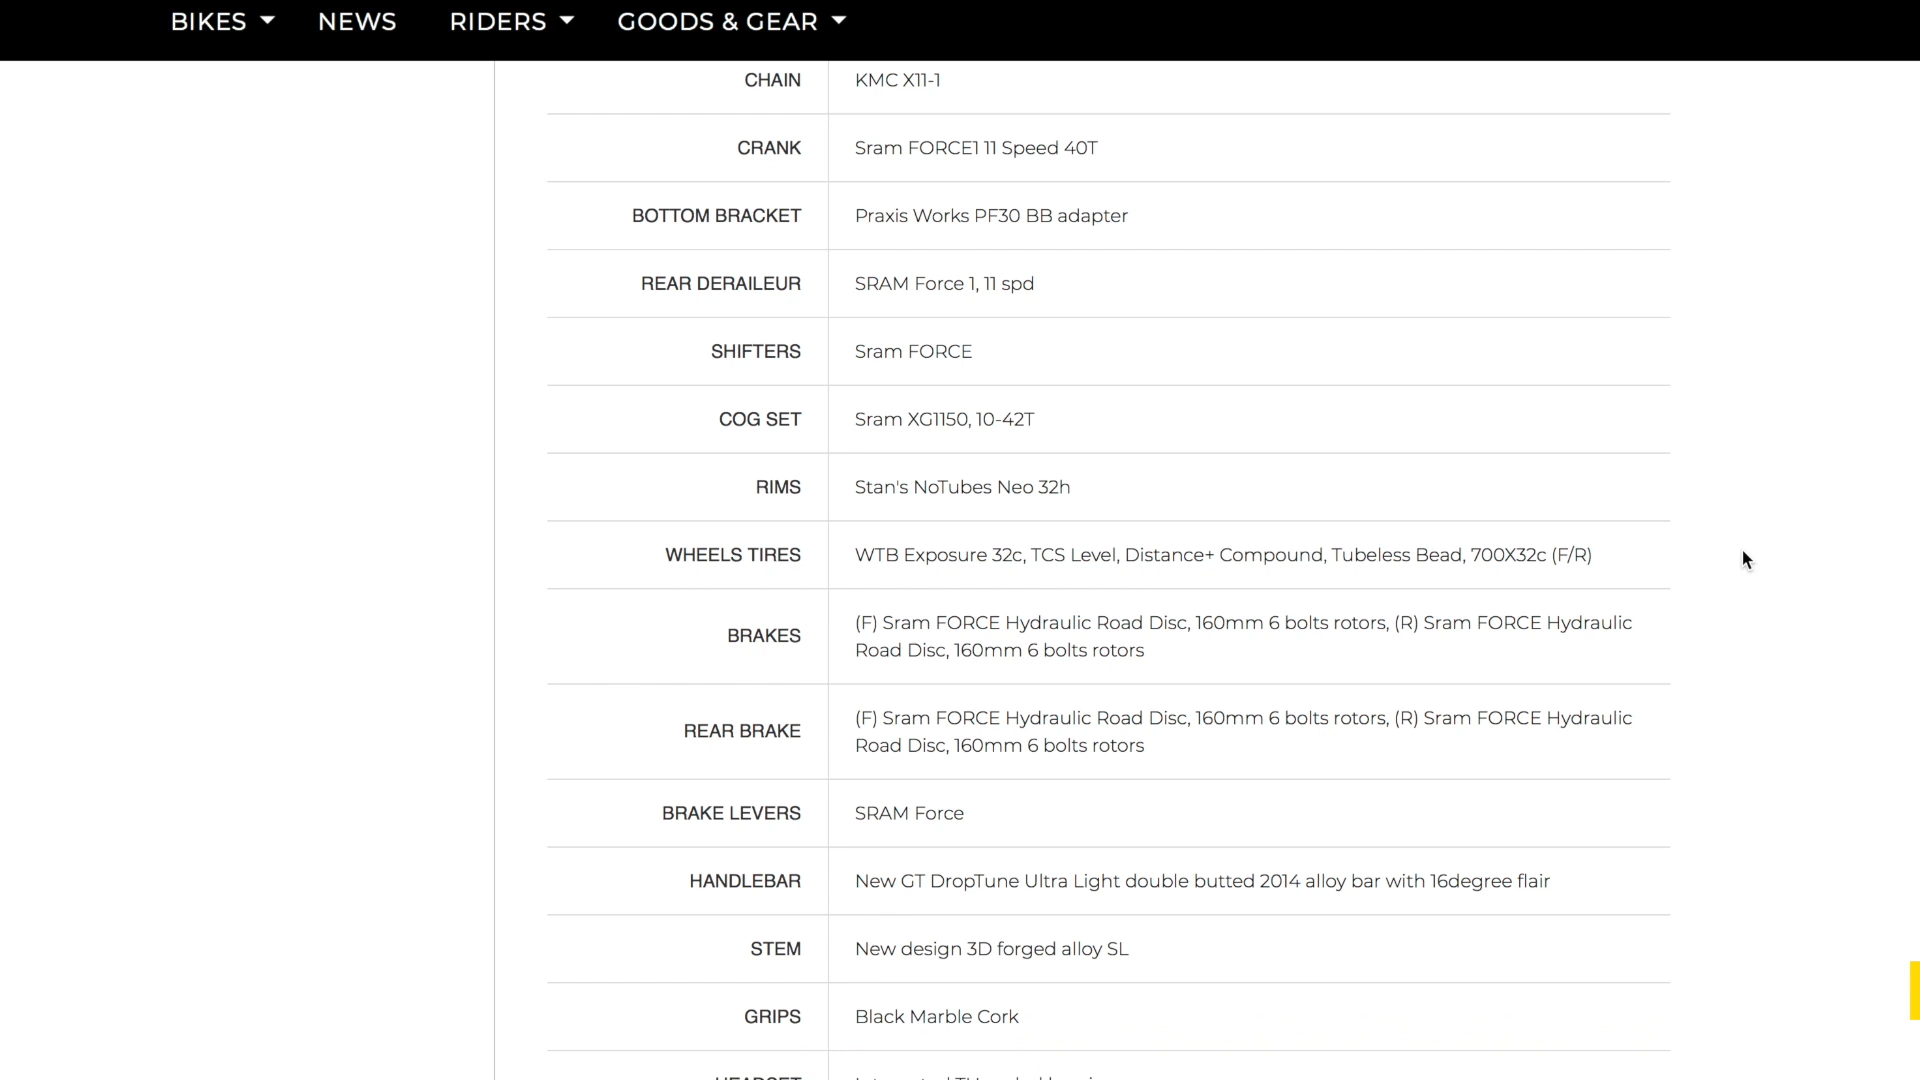 BIKES NEWS RIDERS GOODS & GEAR
CHAIN KMC X11-1
CRANK Sram FORCE1 11 Speed 40T
BOTTOM BRACKET Praxis Works PF30 BB adapter
REAR DERAILEUR SRAM Force 1, 11 spd
SHIFTERS Sram FORCE
COG SET Sram XG1150, 10-42T
RIMS Stan's NoTubes Neo 32h
WHEELS TIRES WTB Exposure 32c, TCS Level, Distance+ Compound, Tubeless Bead, 700X32c (F/R)
BRAKES (F) Sram FORCE Hydraulic Road Disc, 160mm 6 bolts rotors, (R) Sram FORCE Hydraulic
Road Disc, 160mm 6 bolts rotors
REAR BRAKE (F) Sram FORCE Hydraulic Road Disc, 160mm 6 bolts rotors, (R) Sram FORCE Hydraulic
Road Disc, 160mm 6 bolts rotors
BRAKE LEVERS SRAM Force
HANDLEBAR New GT DropTune Ultra Light double butted 2014 alloy bar with 16degree flair
STEM New design 3D forged alloy SL
GRIPS Black Marble Cork
HEADSET